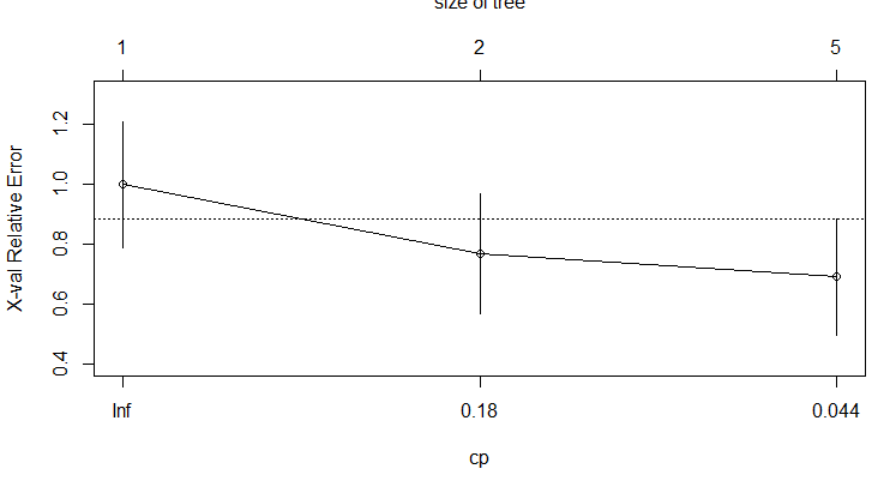 size of tree
1 2 5
X-val Relative Error
1.2
1.0
0.8
0.6
0.4
Inf 0.18 0.044
cp